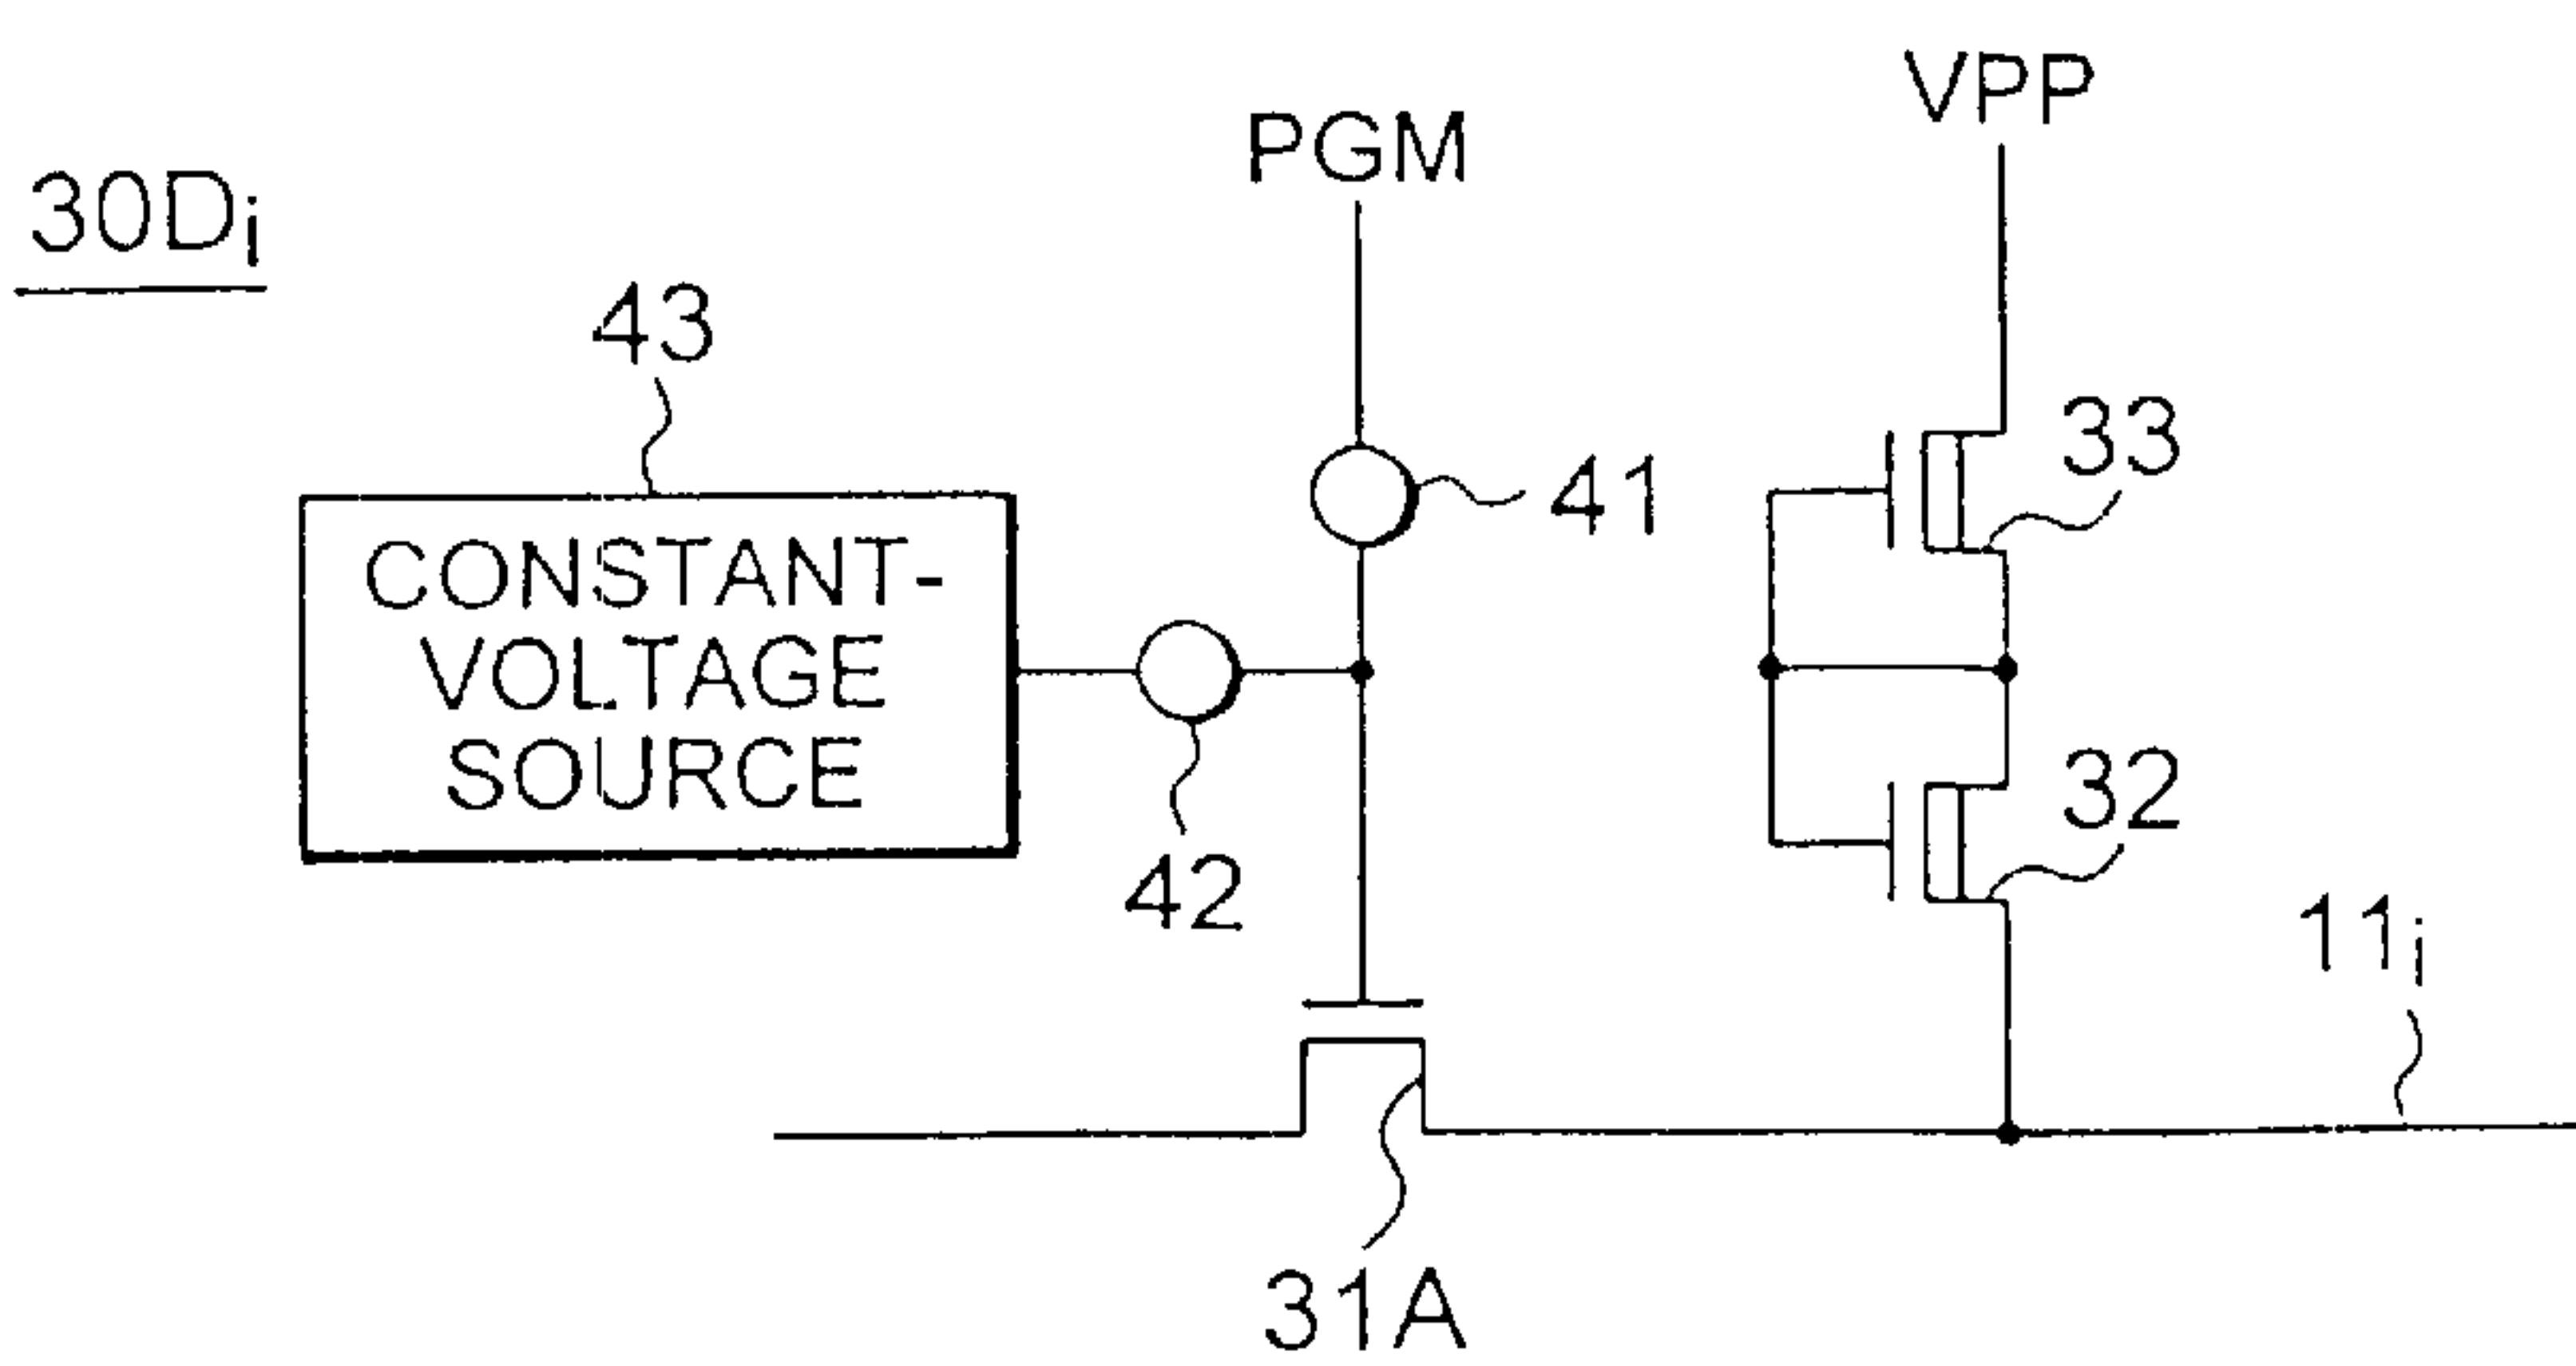 VPP
PGM
30Di
43
33
41
CONSTANT-
VOLTAGE
SOURCE
32
42
11i
31A